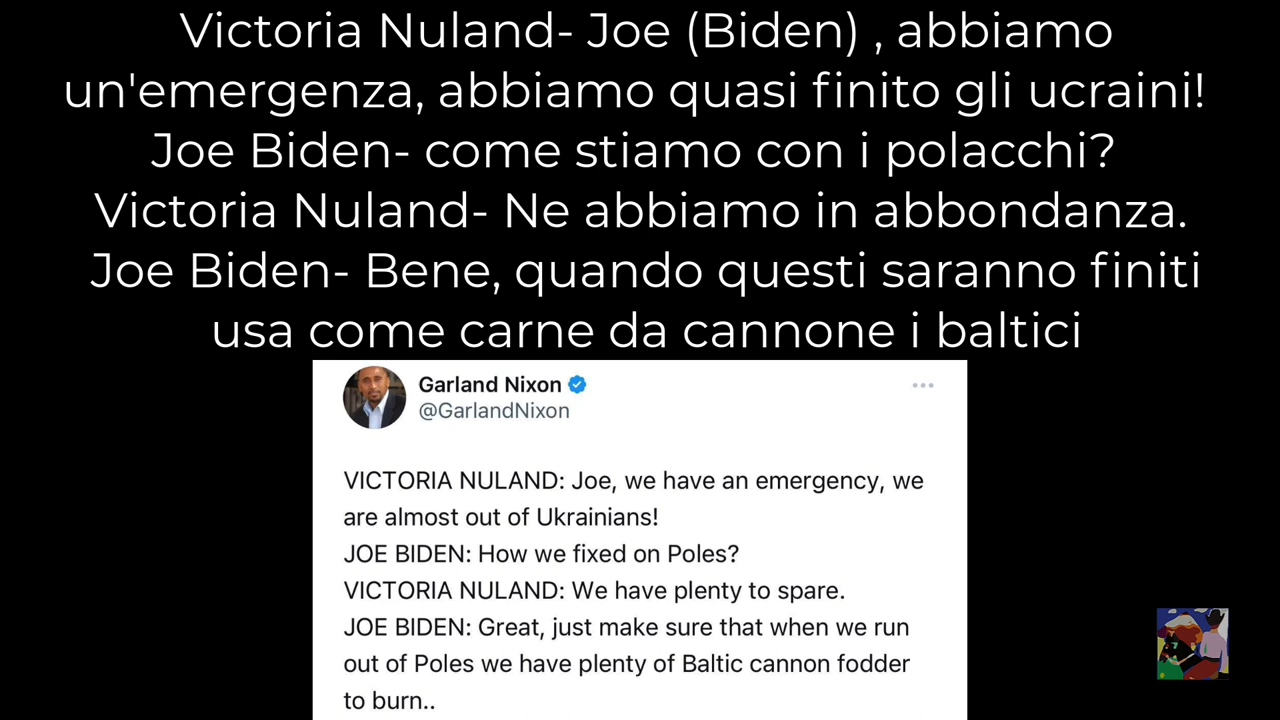 Victoria Nuland- Joe (Biden) , abbiamo
un'emergenza, abbiamo quasi finito gli ucraini!
Joe Biden- come stiamo con i polacchi?
Victoria Nuland- Ne abbiamo in abbondanza.
Joe Biden- Bene, quando questi saranno finiti
usa come carne da cannone i baltici
Garland Nixon
@GarlandNixon
VICTORIA NULAND: Joe, we have an emergency, we
are almost out of Ukrainians!
JOE BIDEN: How we fixed on Poles?
VICTORIA NULAND: We have plenty to spare.
JOE BIDEN: Great, just make sure that when we run
out of Poles we have plenty of Baltic cannon fodder
to burn..